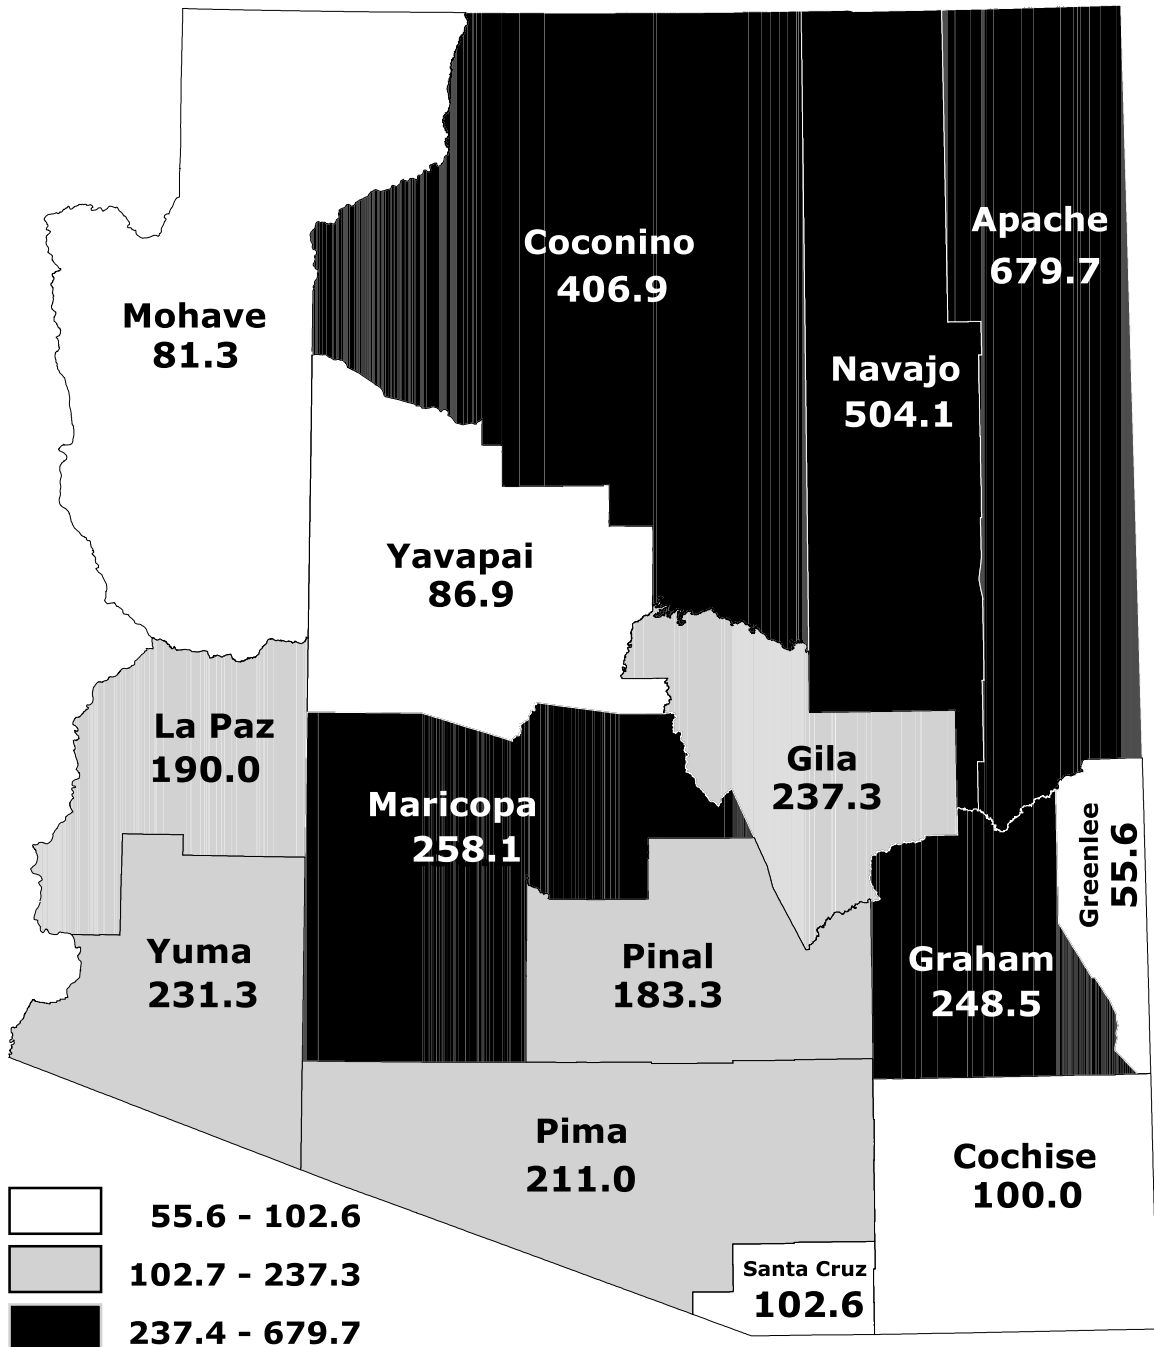 Apache
679.7
Coconino
406.9
Mohave
81.3
Navajo
504.1
Yavapai
86.9
La Paz
190.0
Maricopa
258.1
Gila
237.3
Greenlee
55.6
Yuma
231.3
Pinal
183.3
Graham
248.5
Pima
211.0
Cochise
100.0
Santa Cruz
102.6
55.6 - 102.6
102.7 - 237.3
237.4 - 679.7